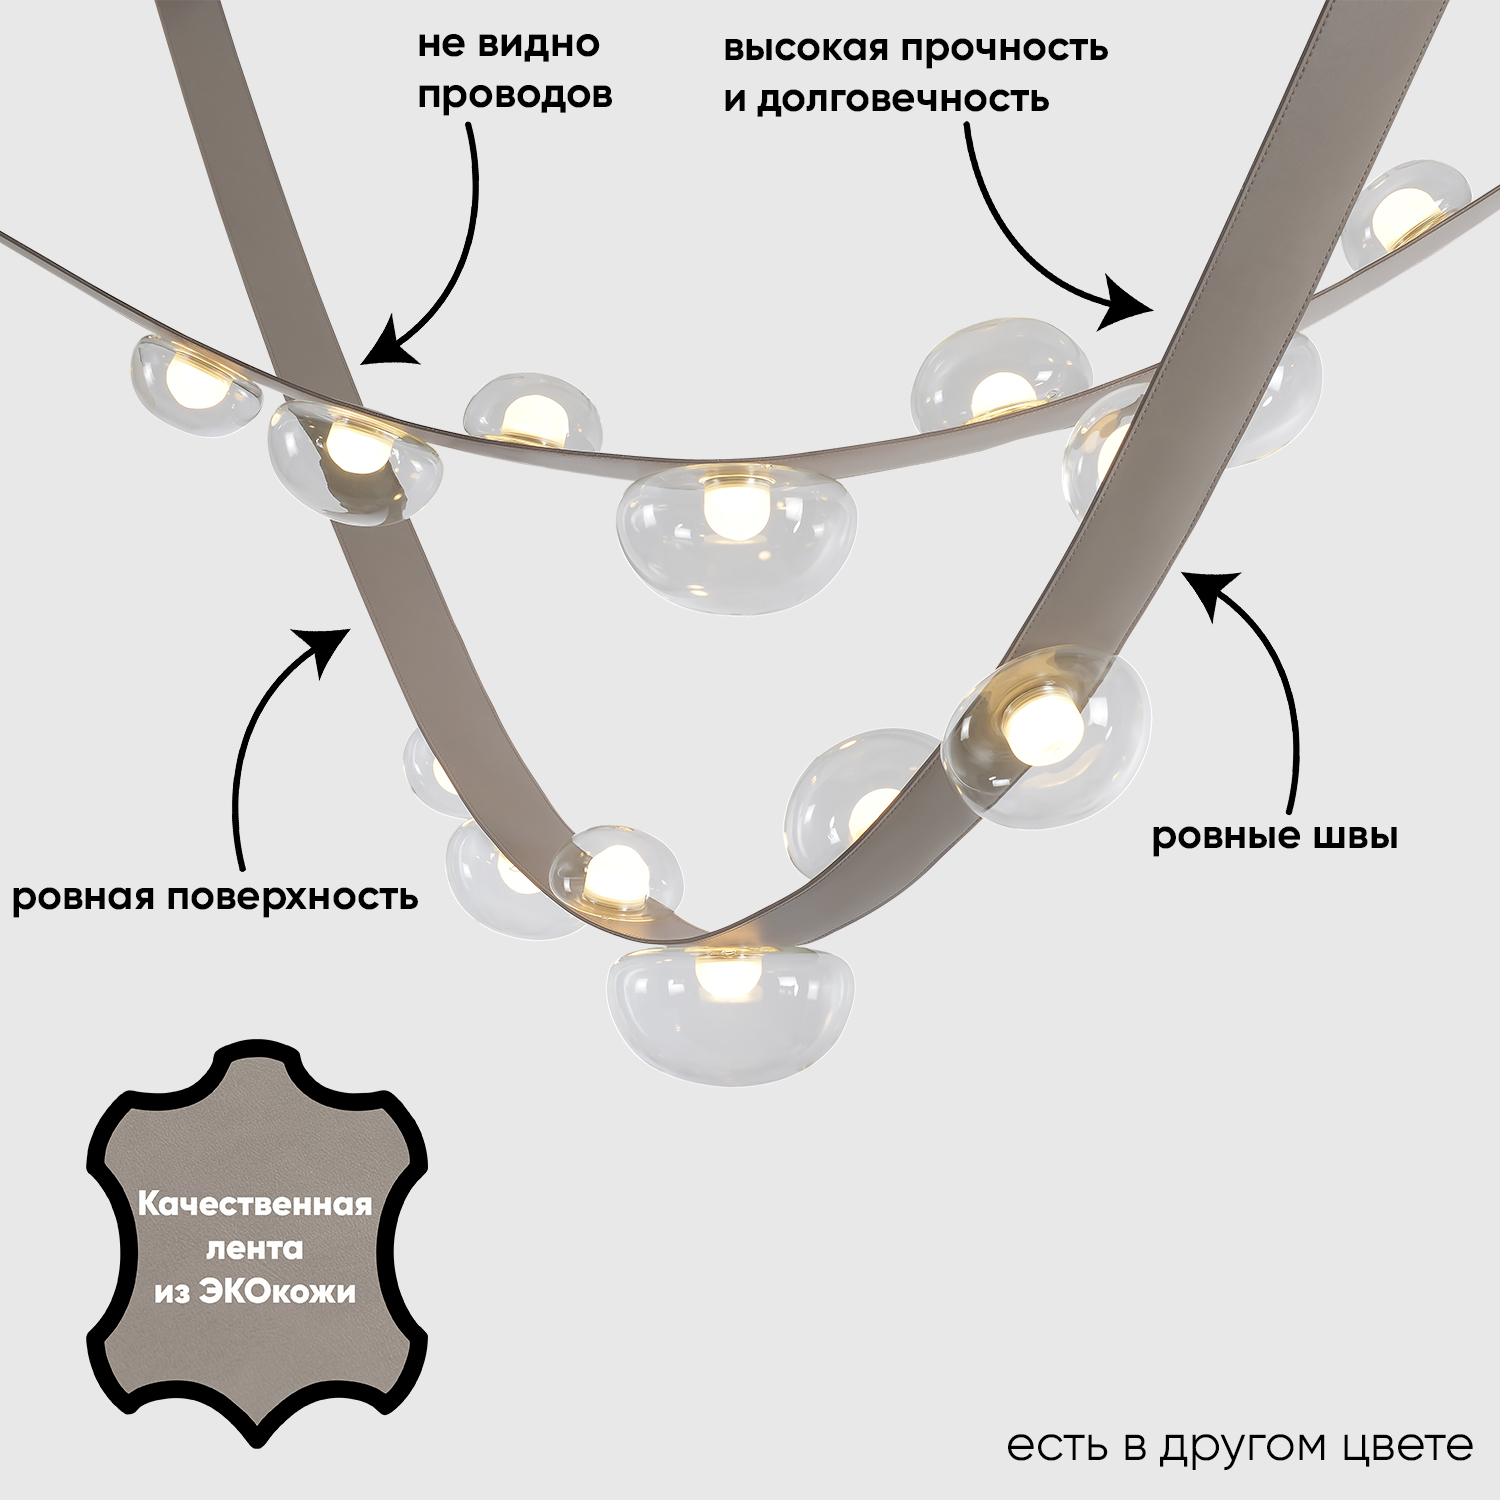 не видно
проводов
высокая прочность
и долговечность
ровные швы
ровная поверхность
Качественная
лента
из ЭКОкожи
есть в другом цвете